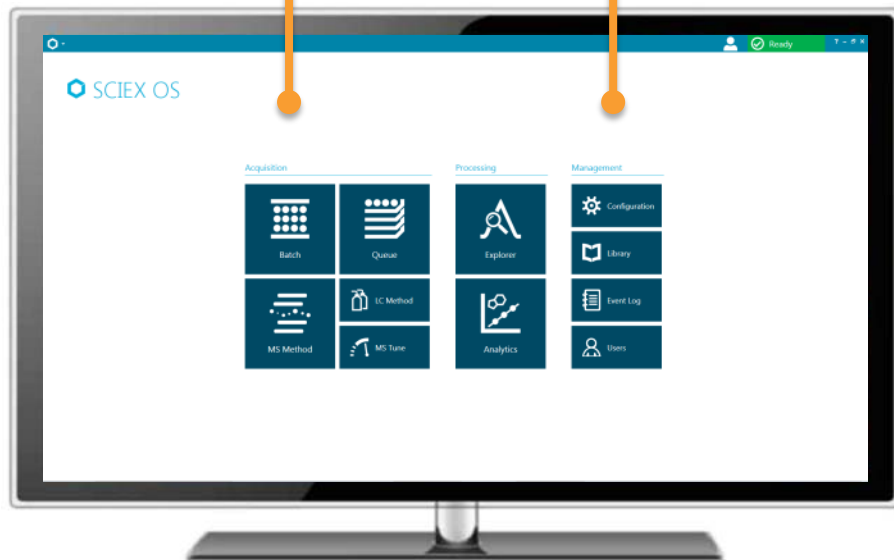 Ready
?
SCIEX OS
Acquisition
Processing
Management
Batch
Queue
Explorer
Configuration
Library
MS Method
LC Method
MS Tune
Analytics
Event Log
Users